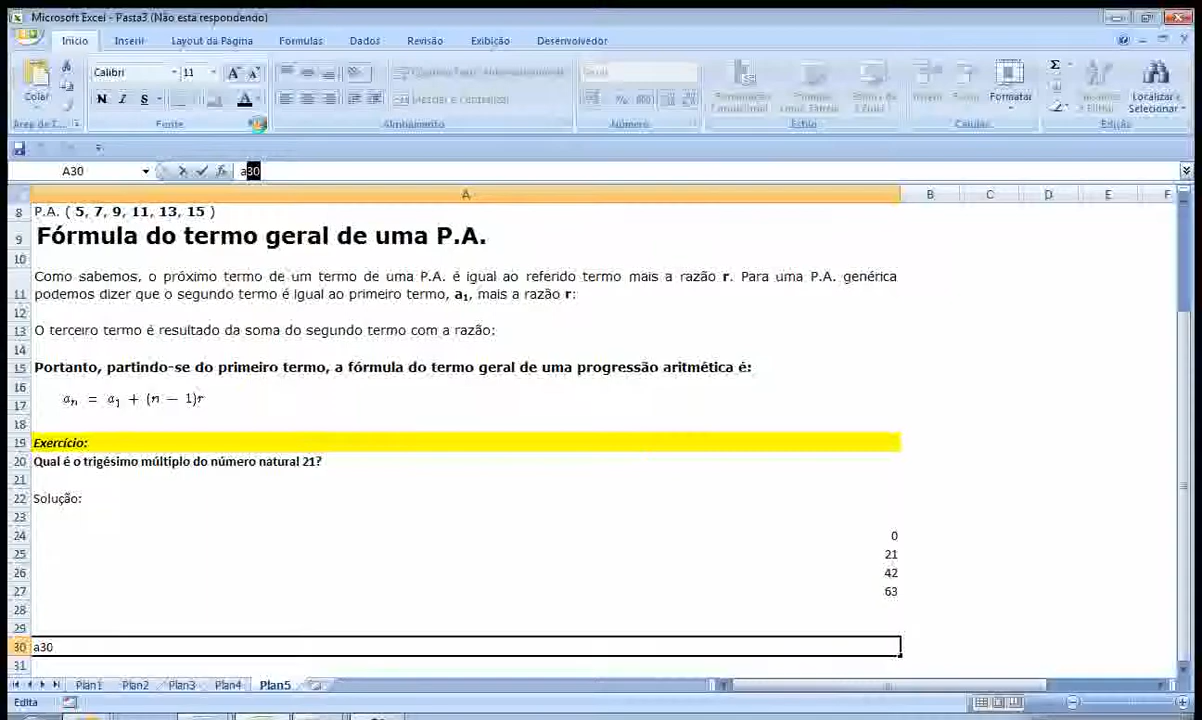 Microsoft Excel - Pasta3 (Não está respondendo)
Início Inserir Layout da Página Fórmulas Dados Revisão Exibição Desenvolvedor
Calibri 11 Geral Σ
Colar N I S A % 000 Formatar Localizar e Selecionar
Área de T... Fonte Alinhamento Número Estilo Células Edição
A30 fx a30
A B C D E F
8 P.A. ( 5, 7, 9, 11, 13, 15 )
9 Fórmula do termo geral de uma P.A.
10
Como sabemos, o próximo termo de um termo de uma P.A. é igual ao referido termo mais a razão r. Para uma P.A. genérica
11 podemos dizer que o segundo termo é igual ao primeiro termo, a₁, mais a razão r:
12
13 O terceiro termo é resultado da soma do segundo termo com a razão:
14
15 Portanto, partindo-se do primeiro termo, a fórmula do termo geral de uma progressão aritmética é:
16
17 aₙ = a₁ + (n − 1)r
18
19 Exercício:
20 Qual é o trigésimo múltiplo do número natural 21?
21
22 Solução:
23
24 0
25 21
26 42
27 63
28
29
30 a30
31
Plan1 Plan2 Plan3 Plan4 Plan5
Edita